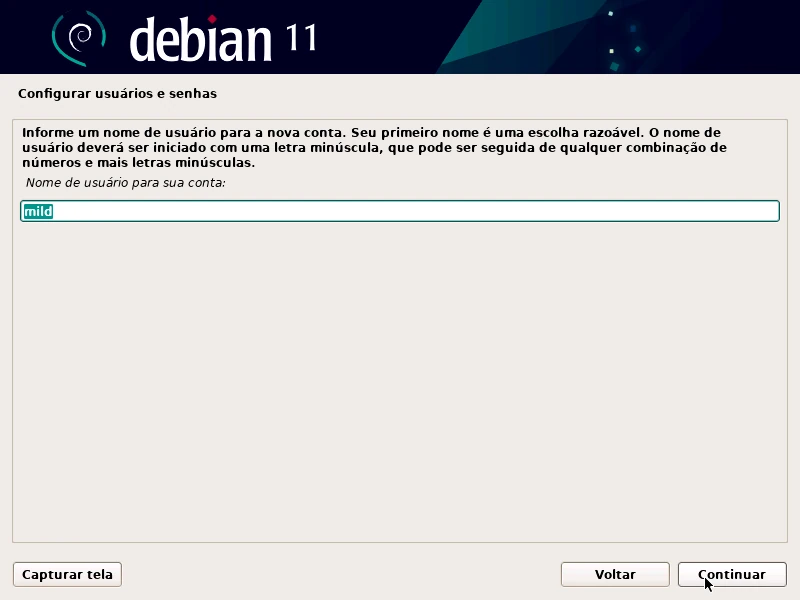 debian 11
Configurar usuários e senhas
Informe um nome de usuário para a nova conta. Seu primeiro nome é uma escolha razoável. O nome de
usuário deverá ser iniciado com uma letra minúscula, que pode ser seguida de qualquer combinação de
números e mais letras minúsculas.
Nome de usuário para sua conta:
mild
Capturar tela
Voltar
Continuar